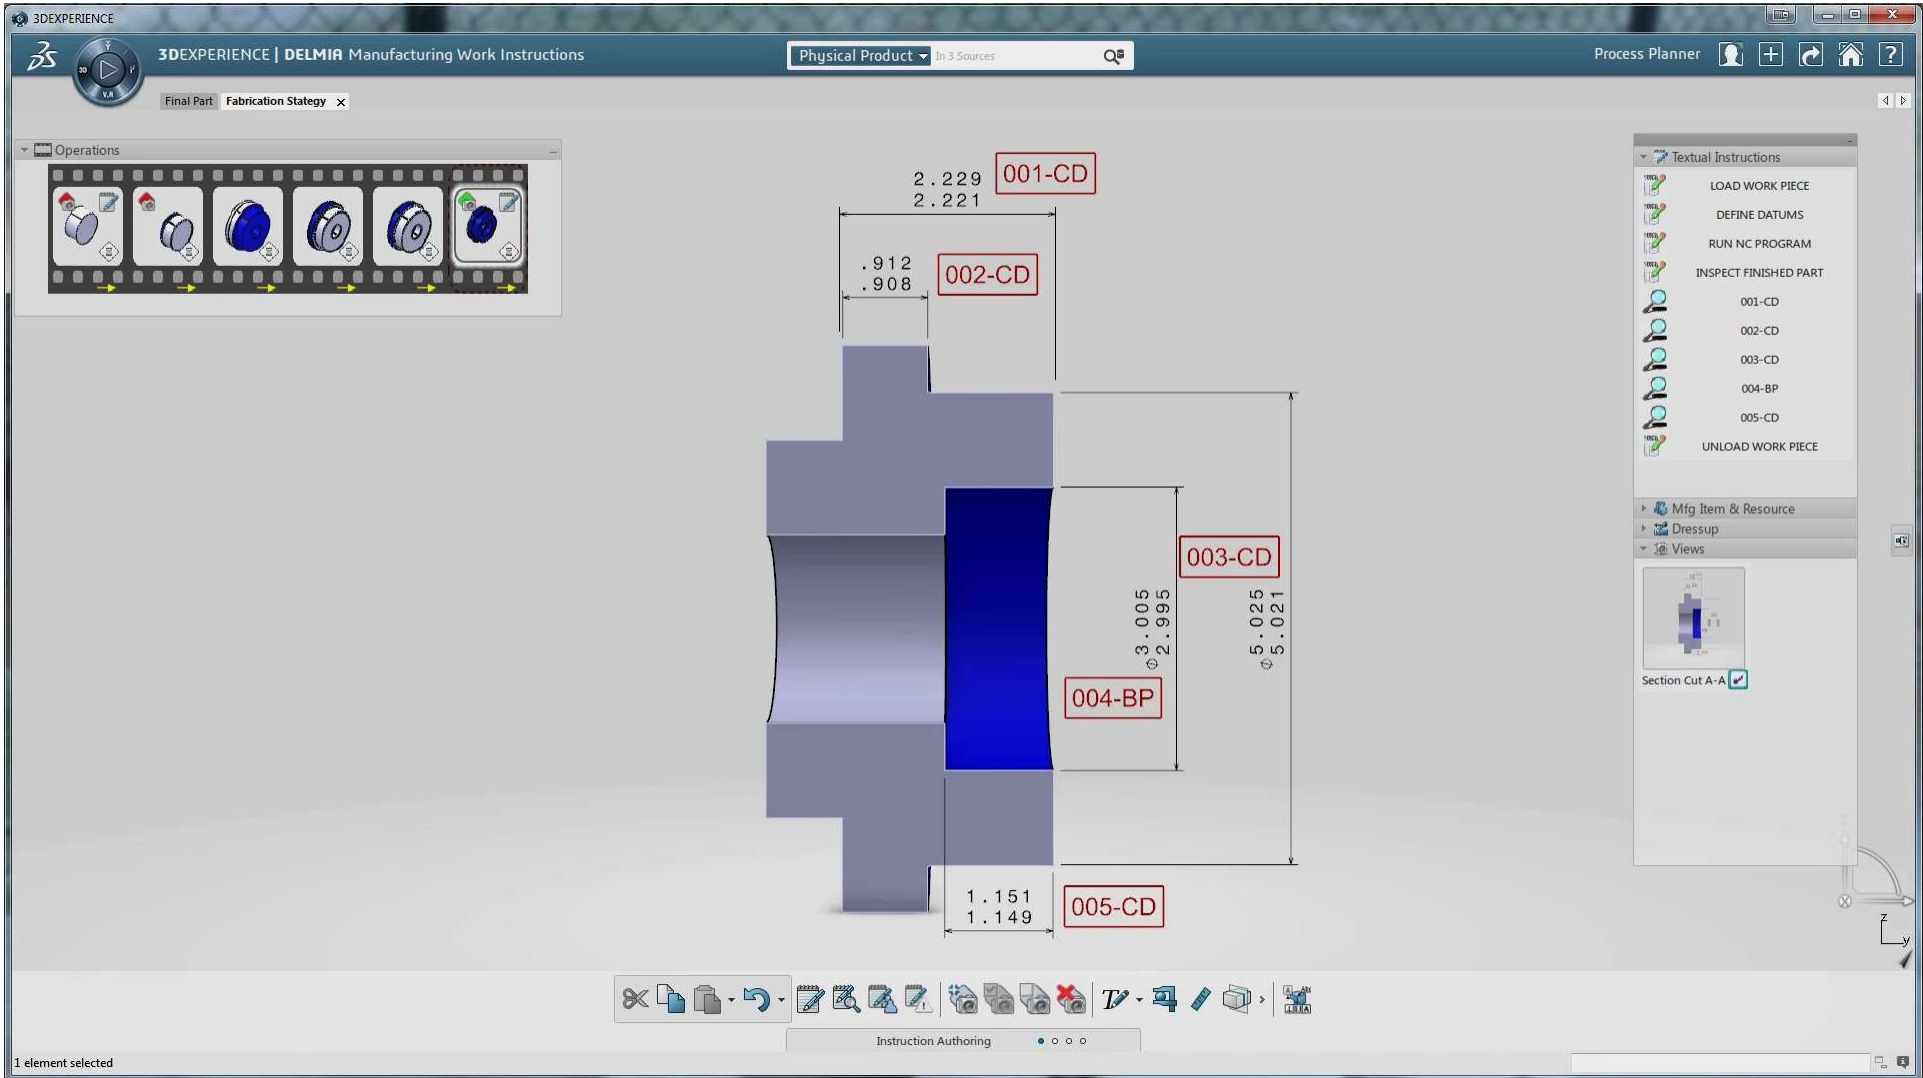 3DEXPERIENCE
3DEXPERIENCE | DELMIA Manufacturing Work Instructions
Physical Product
In 3 Sources
Process Planner
3D
V.R
Final Part
Fabrication Stategy
Operations
2.229
2.221
001-CD
.912
.908
002-CD
003-CD
3.005
2.995
5.025
5.021
004-BP
1.151
1.149
005-CD
Textual Instructions
LOAD WORK PIECE
DEFINE DATUMS
RUN NC PROGRAM
INSPECT FINISHED PART
001-CD
002-CD
003-CD
004-BP
005-CD
UNLOAD WORK PIECE
Mfg Item & Resource
Dressup
Views
Section Cut A-A
z
y
Instruction Authoring
1 element selected